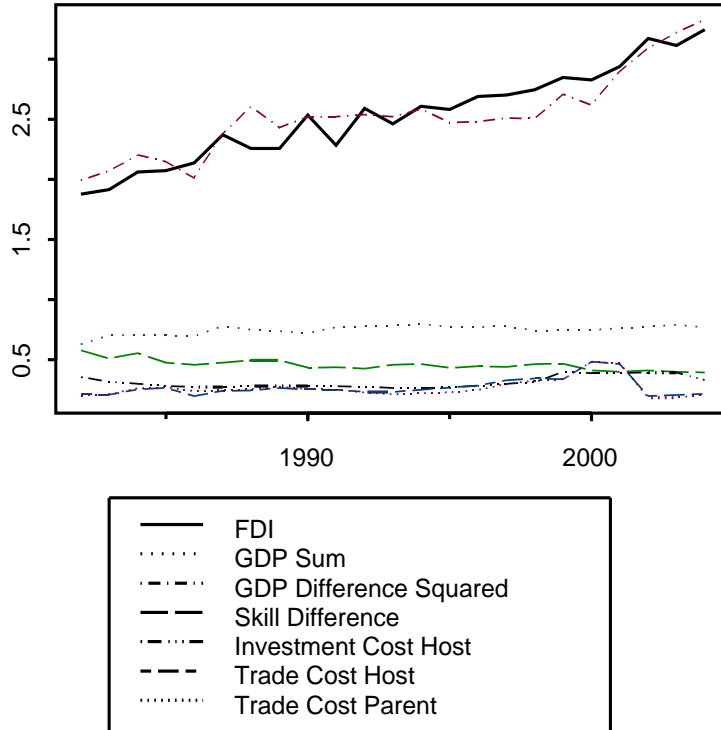 2.5
1.5
0.5
1990
2000
FDI
GDP Sum
GDP Difference Squared
Skill Difference
Investment Cost Host
Trade Cost Host
Trade Cost Parent